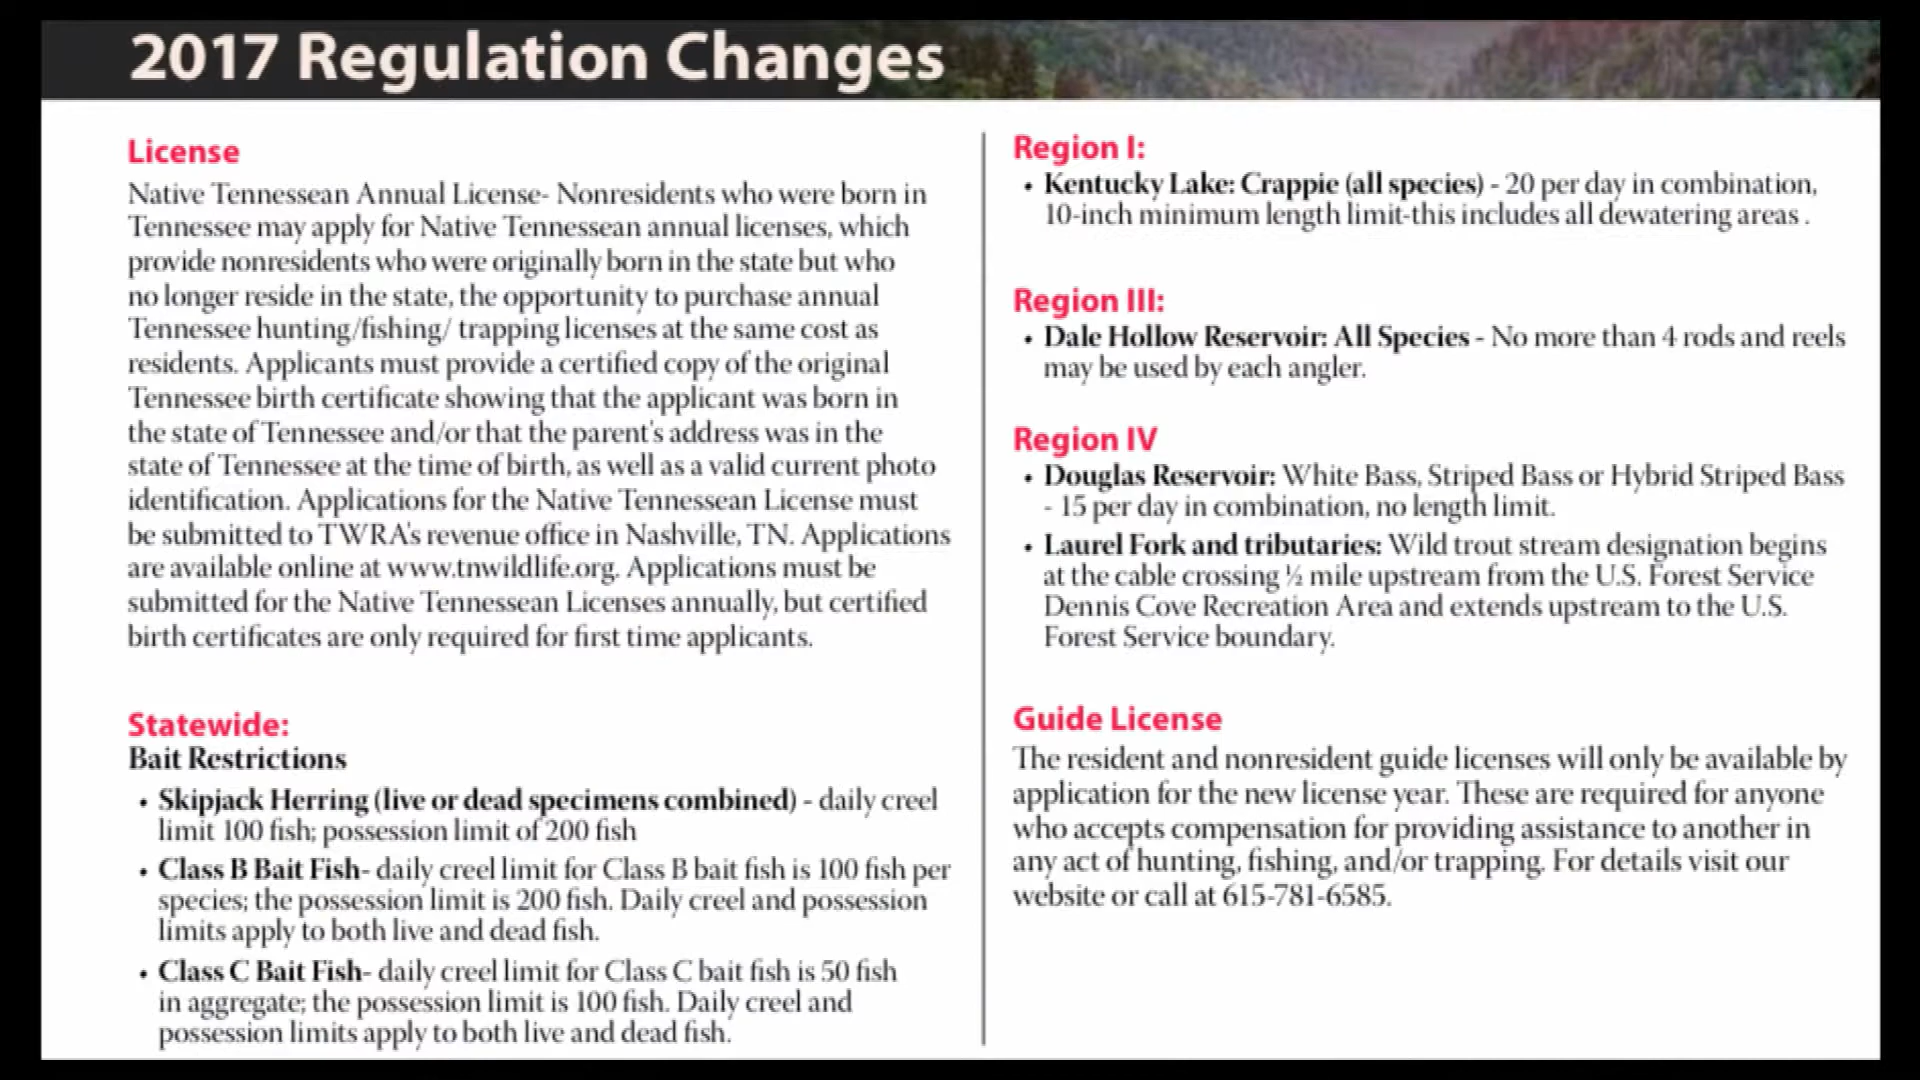 2017 Regulation Changes
License
Native Tennessean Annual License- Nonresidents who were born in
Tennessee may apply for Native Tennessean annual licenses, which
provide nonresidents who were originally born in the state but who
no longer reside in the state, the opportunity to purchase annual
Tennessee hunting/fishing/ trapping licenses at the same cost as
residents. Applicants must provide a certified copy of the original
Tennessee birth certificate showing that the applicant was born in
the state of Tennessee and/or that the parent's address was in the
state of Tennessee at the time of birth, as well as a valid current photo
identification. Applications for the Native Tennessean License must
be submitted to TWRA's revenue office in Nashville, TN. Applications
are available online at www.tnwildlife.org. Applications must be
submitted for the Native Tennessean Licenses annually, but certified
birth certificates are only required for first time applicants.
Statewide:
Bait Restrictions
• Skipjack Herring (live or dead specimens combined) - daily creel
limit 100 fish; possession limit of 200 fish
• Class B Bait Fish- daily creel limit for Class B bait fish is 100 fish per
species; the possession limit is 200 fish. Daily creel and possession
limits apply to both live and dead fish.
• Class C Bait Fish- daily creel limit for Class C bait fish is 50 fish
in aggregate; the possession limit is 100 fish. Daily creel and
possession limits apply to both live and dead fish.
Region I:
• Kentucky Lake: Crappie (all species) - 20 per day in combination,
10-inch minimum length limit-this includes all dewatering areas .
Region III:
• Dale Hollow Reservoir: All Species - No more than 4 rods and reels
may be used by each angler.
Region IV
• Douglas Reservoir: White Bass, Striped Bass or Hybrid Striped Bass
- 15 per day in combination, no length limit.
• Laurel Fork and tributaries: Wild trout stream designation begins
at the cable crossing ½ mile upstream from the U.S. Forest Service
Dennis Cove Recreation Area and extends upstream to the U.S.
Forest Service boundary.
Guide License
The resident and nonresident guide licenses will only be available by
application for the new license year. These are required for anyone
who accepts compensation for providing assistance to another in
any act of hunting, fishing, and/or trapping. For details visit our
website or call at 615-781-6585.